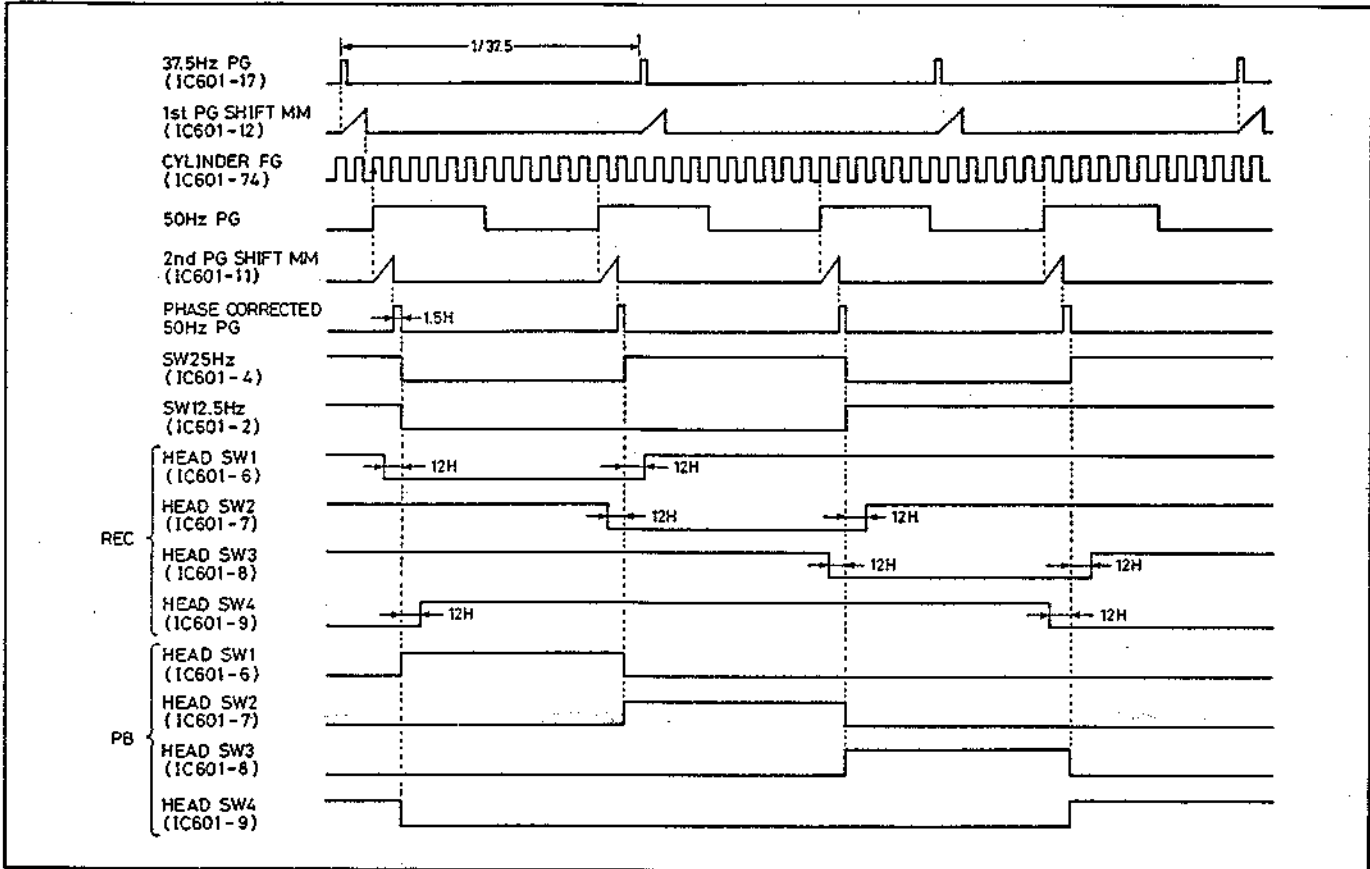 1/37.5
37.5Hz PG
(IC601-17)
1st PG SHIFT MM
(IC601-12)
CYLINDER FG
(IC601-74)
50Hz PG
2nd PG SHIFT MM
(IC601-11)
PHASE CORRECTED
50Hz PG
1.5H
SW25Hz
(IC601-4)
SW12.5Hz
(IC601-2)
REC
HEAD SW1
(IC601-6)
12H
12H
HEAD SW2
(IC601-7)
12H
12H
HEAD SW3
(IC601-8)
12H
12H
HEAD SW4
(IC601-9)
12H
12H
PB
HEAD SW1
(IC601-6)
HEAD SW2
(IC601-7)
HEAD SW3
(IC601-8)
HEAD SW4
(IC601-9)